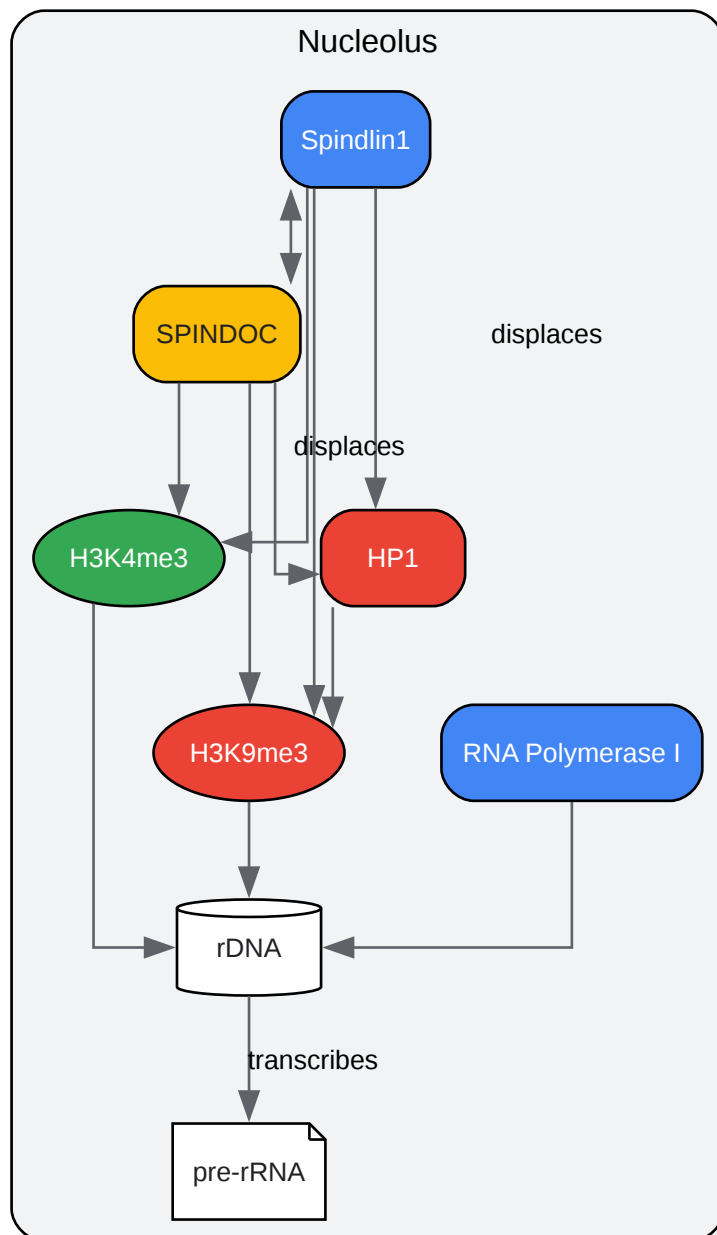 Nucleolus
Spindlin1
SPINDOC
displaces
displaces
H3K4me3
HP1
H3K9me3
RNA Polymerase I
rDNA
transcribes
pre-rRNA